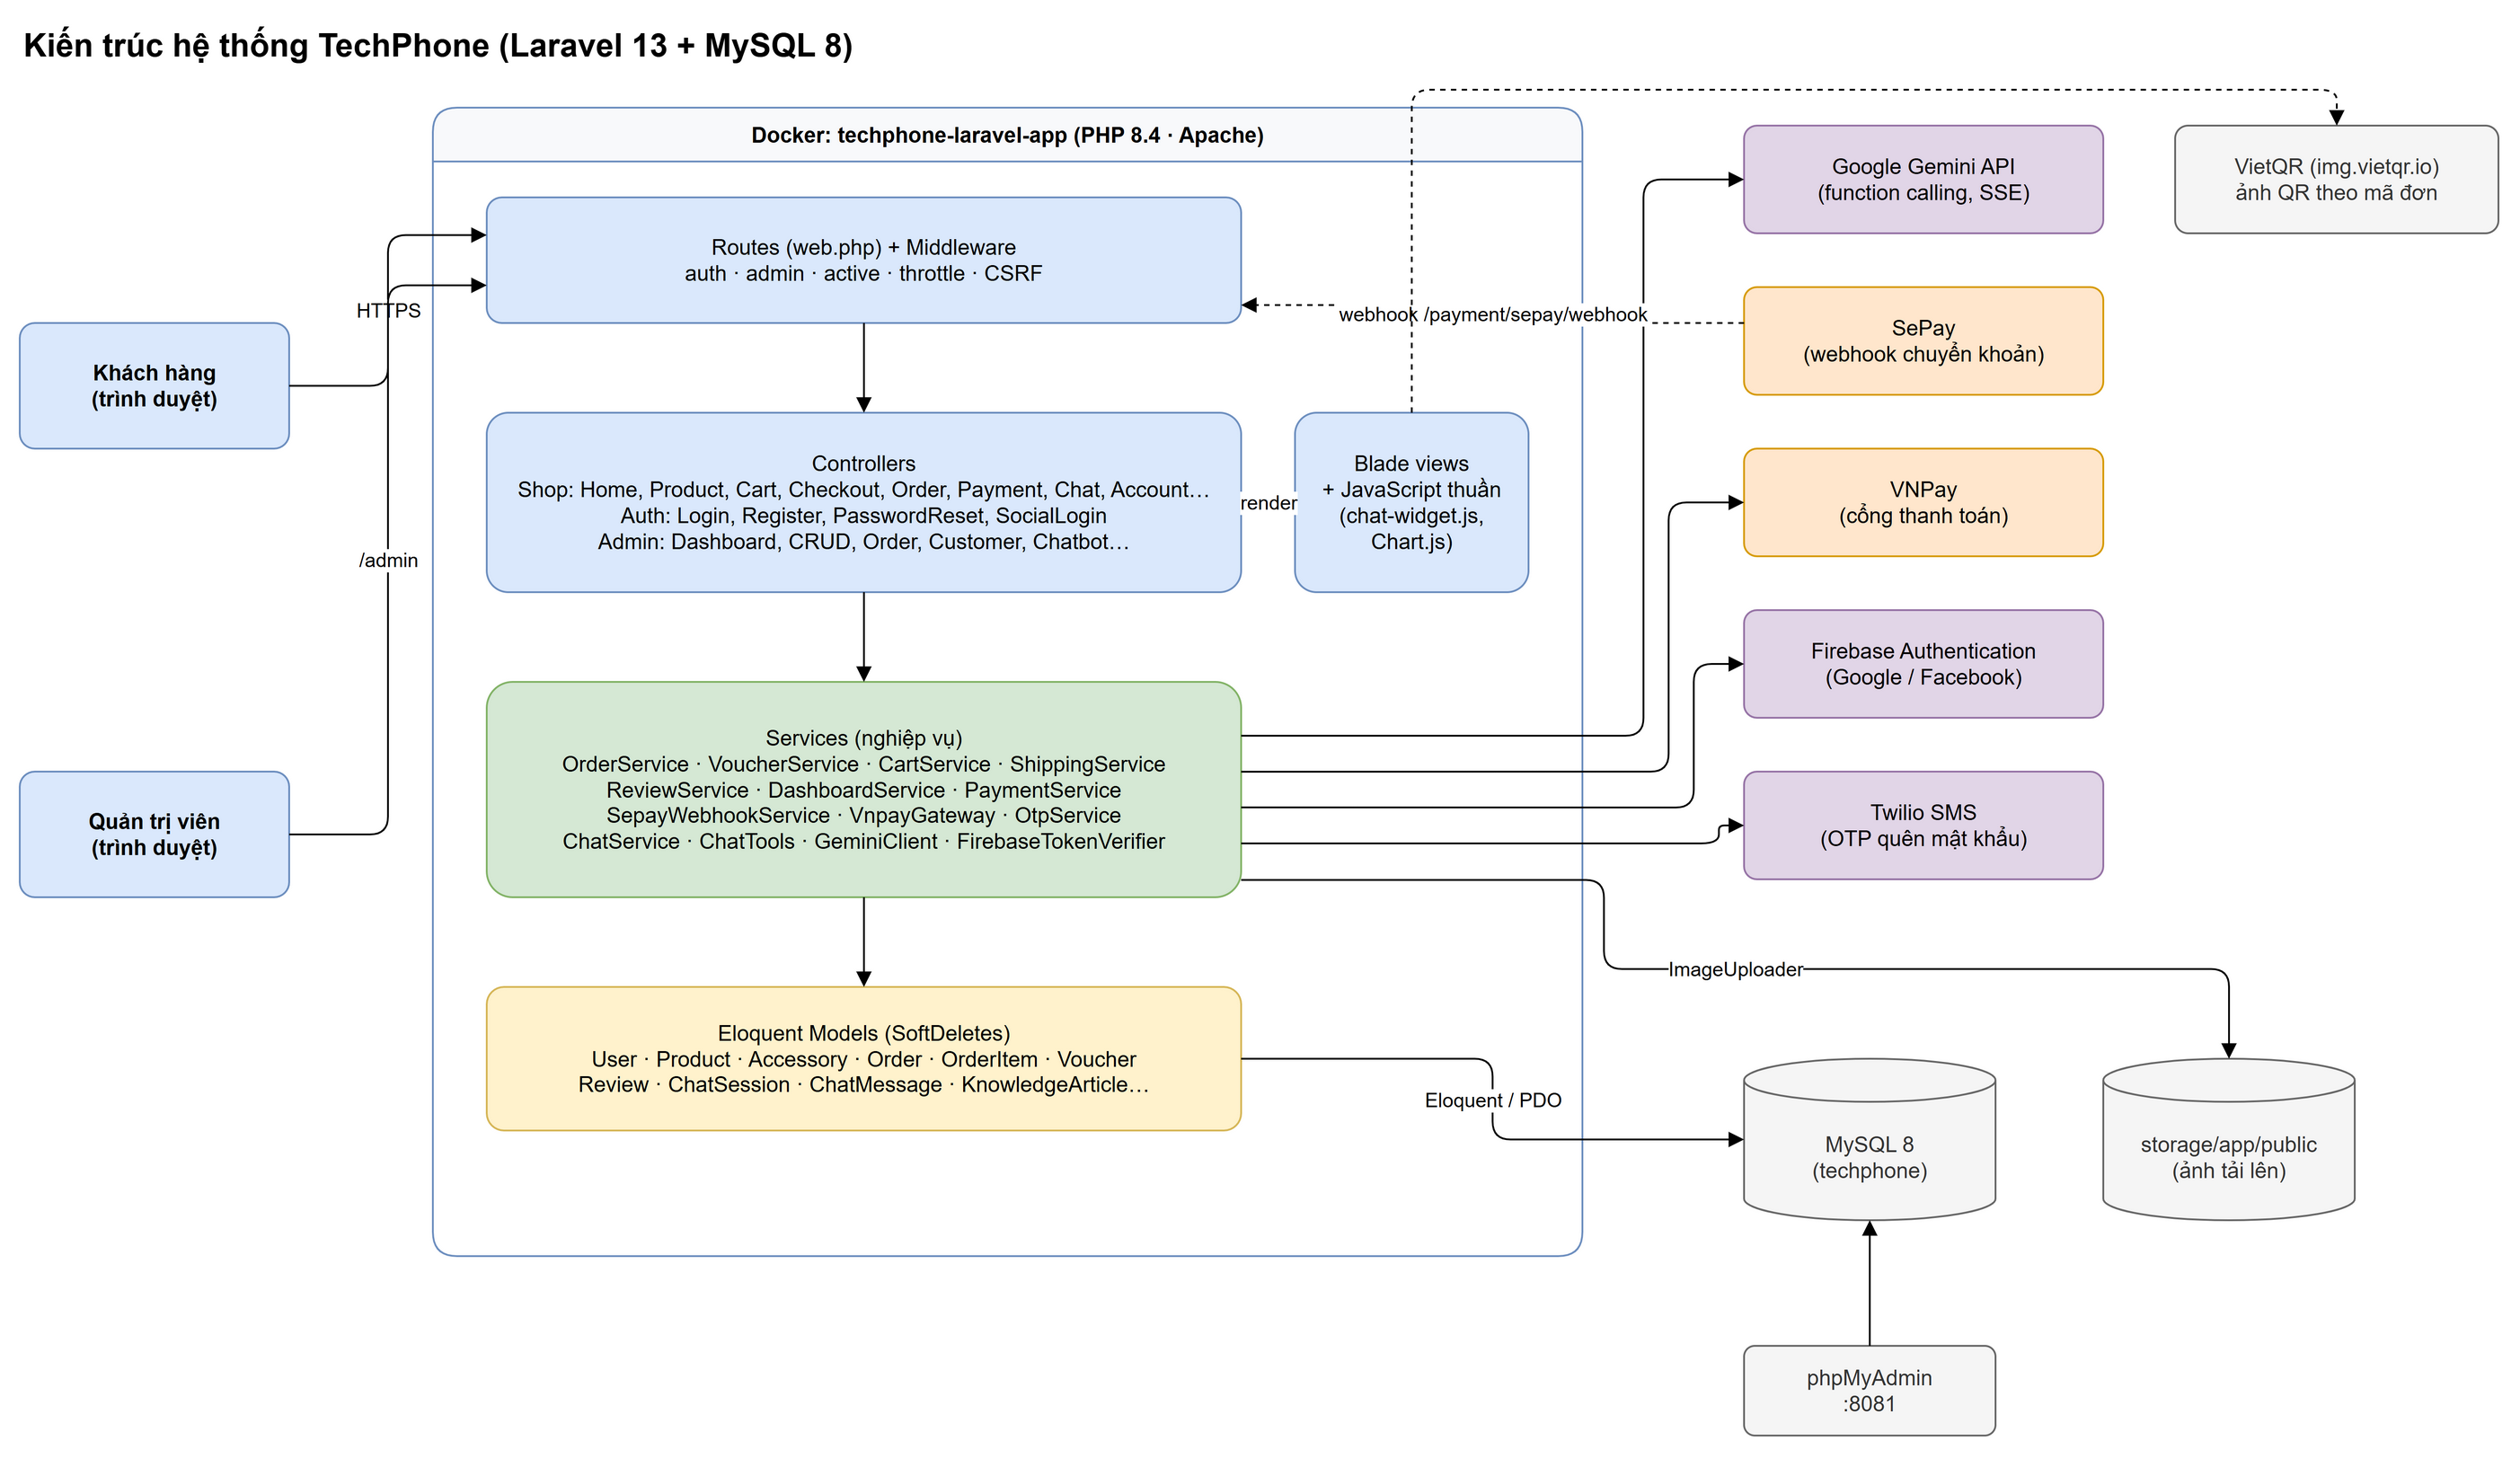 Kiến trúc hệ thống TechPhone (Laravel 13 + MySQL 8)
Docker: techphone-laravel-app (PHP 8.4 · Apache)
Routes (web.php) + Middleware
auth · admin · active · throttle · CSRF
HTTPS
Khách hàng
(trình duyệt)
/admin
Quản trị viên
(trình duyệt)
Controllers
Shop: Home, Product, Cart, Checkout, Order, Payment, Chat, Account…
Auth: Login, Register, PasswordReset, SocialLogin
Admin: Dashboard, CRUD, Order, Customer, Chatbot…
render
Blade views
+ JavaScript thuần
(chat-widget.js,
Chart.js)
Services (nghiệp vụ)
OrderService · VoucherService · CartService · ShippingService
ReviewService · DashboardService · PaymentService
SepayWebhookService · VnpayGateway · OtpService
ChatService · ChatTools · GeminiClient · FirebaseTokenVerifier
Eloquent Models (SoftDeletes)
User · Product · Accessory · Order · OrderItem · Voucher
Review · ChatSession · ChatMessage · KnowledgeArticle…
webhook /payment/sepay/webhook
Google Gemini API
(function calling, SSE)
VietQR (img.vietqr.io)
ảnh QR theo mã đơn
SePay
(webhook chuyển khoản)
VNPay
(cổng thanh toán)
Firebase Authentication
(Google / Facebook)
Twilio SMS
(OTP quên mật khẩu)
ImageUploader
Eloquent / PDO
MySQL 8
(techphone)
storage/app/public
(ảnh tải lên)
phpMyAdmin
:8081